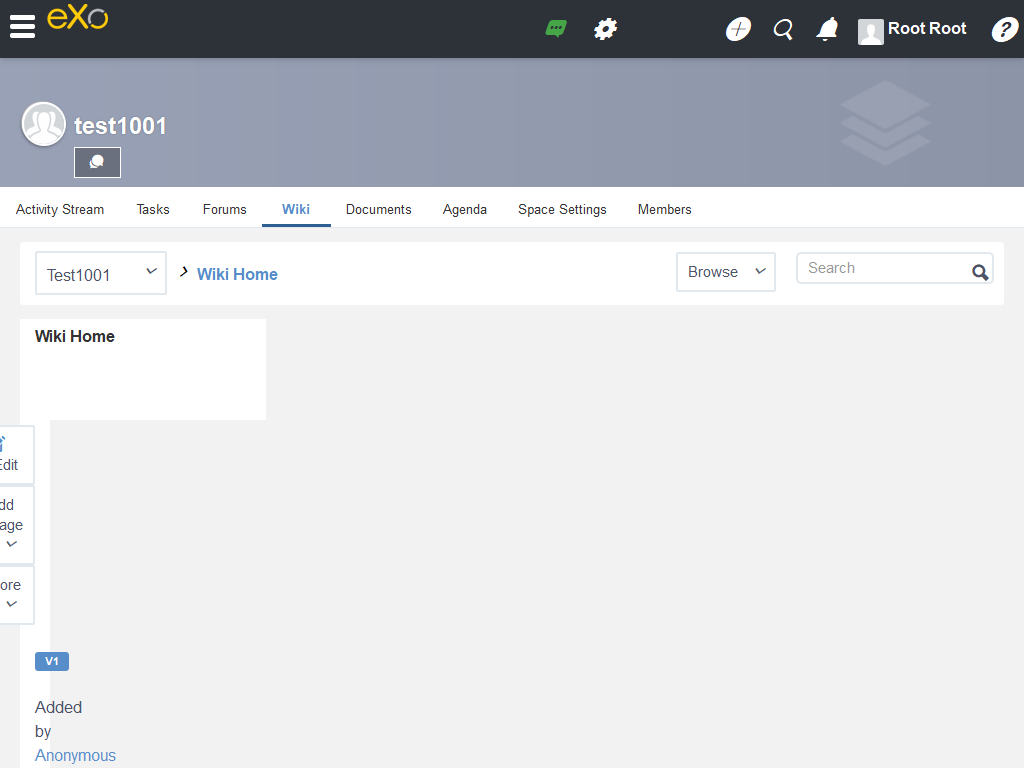 eXo
Root Root
?
test1001
Activity Stream
Tasks
Forums
Wiki
Documents
Agenda
Space Settings
Members
Test1001
Wiki Home
Browse
Search
Wiki Home
Edit
dd
age
ore
V1
Added
by
Anonymous